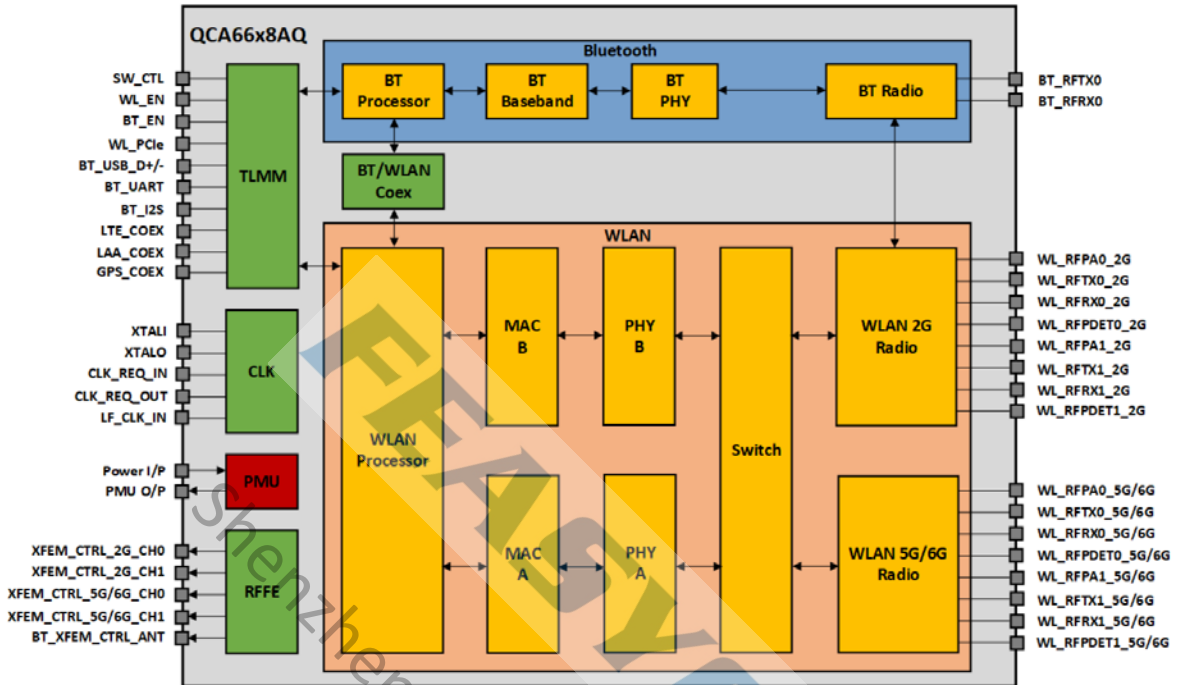 QCA66x8AQ
SW_CTL
WL_EN
BT_EN
WL_PCIe
BT_USB_D+/-
BT_UART
BT_I2S
LTE_COEX
LAA_COEX
GPS_COEX
TLMM
XTALI
XTALO
CLK_REQ_IN
CLK_REQ_OUT
LF_CLK_IN
CLK
Power I/P
PMU O/P
PMU
XFEM_CTRL_2G_CH0
XFEM_CTRL_2G_CH1
XFEM_CTRL_5G/6G_CH0
XFEM_CTRL_5G/6G_CH1
BT_XFEM_CTRL_ANT
RFFE
Bluetooth
BT
Processor
BT
Baseband
BT
PHY
BT Radio
BT/WLAN
Coex
WLAN
WLAN
Processor
MAC
B
PHY
B
MAC
A
PHY
A
Switch
WLAN 2G
Radio
WLAN 5G/6G
Radio
BT_RFTX0
BT_RFRX0
WL_RFPA0_2G
WL_RFTX0_2G
WL_RFRX0_2G
WL_RFPDET0_2G
WL_RFPA1_2G
WL_RFTX1_2G
WL_RFRX1_2G
WL_RFPDET1_2G
WL_RFPA0_5G/6G
WL_RFTX0_5G/6G
WL_RFRX0_5G/6G
WL_RFPDET0_5G/6G
WL_RFPA1_5G/6G
WL_RFTX1_5G/6G
WL_RFRX1_5G/6G
WL_RFPDET1_5G/6G
FEASY
Shenzhen